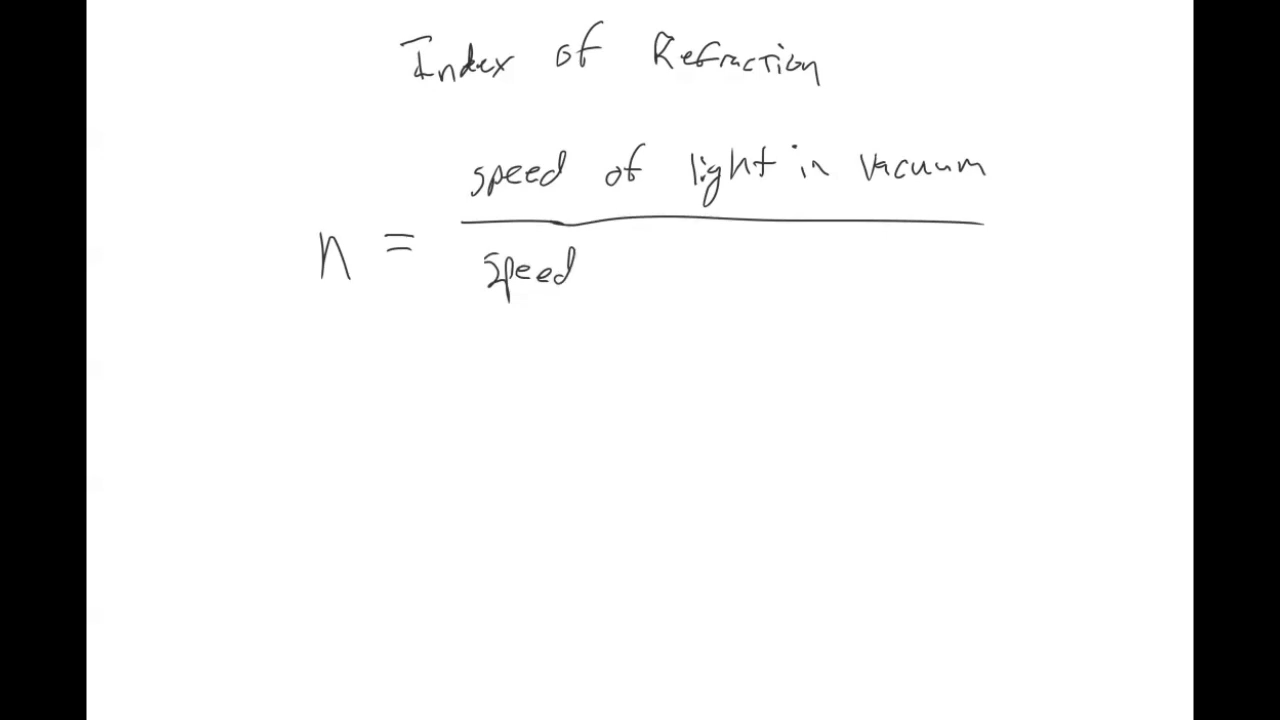 Index of Refraction
speed of light in vacuum
n =
speed